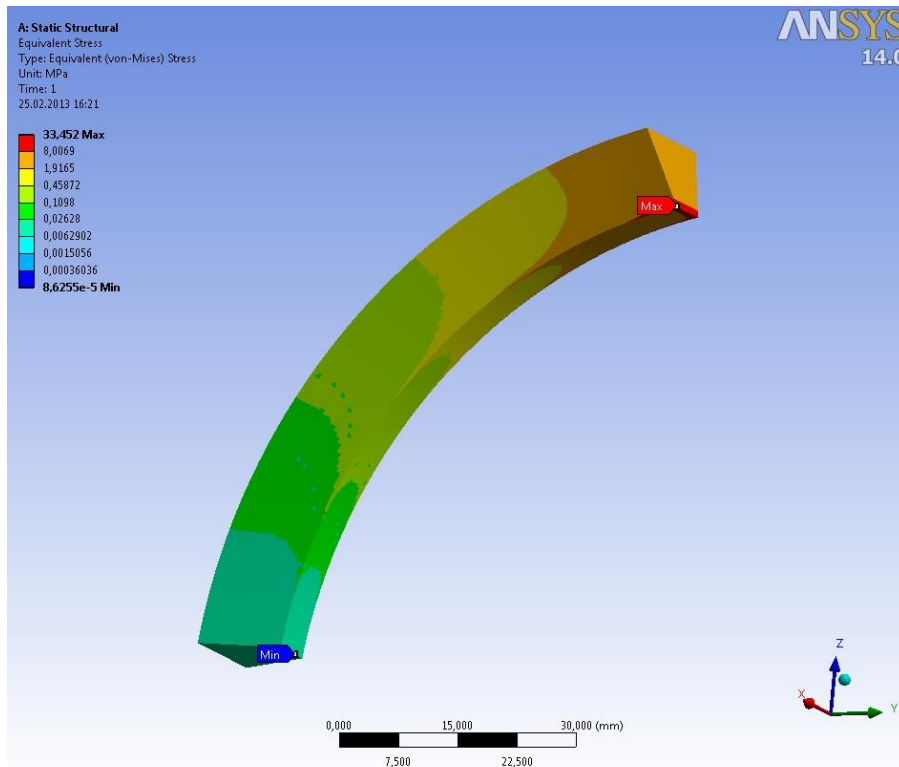 A: Static Structural
Equivalent Stress
Type: Equivalent (von-Mises) Stress
Unit: MPa
Time: 1
25.02.2013 16:21
33,452 Max
8,0069
1,9165
0,45872
0,1098
0,02628
0,0062902
0,0015056
0,00036036
8,6255e-5 Min
ANSYS
14.0
Max
Min
Z
X
Y
0,000 15,000 30,000 (mm)
7,500 22,500